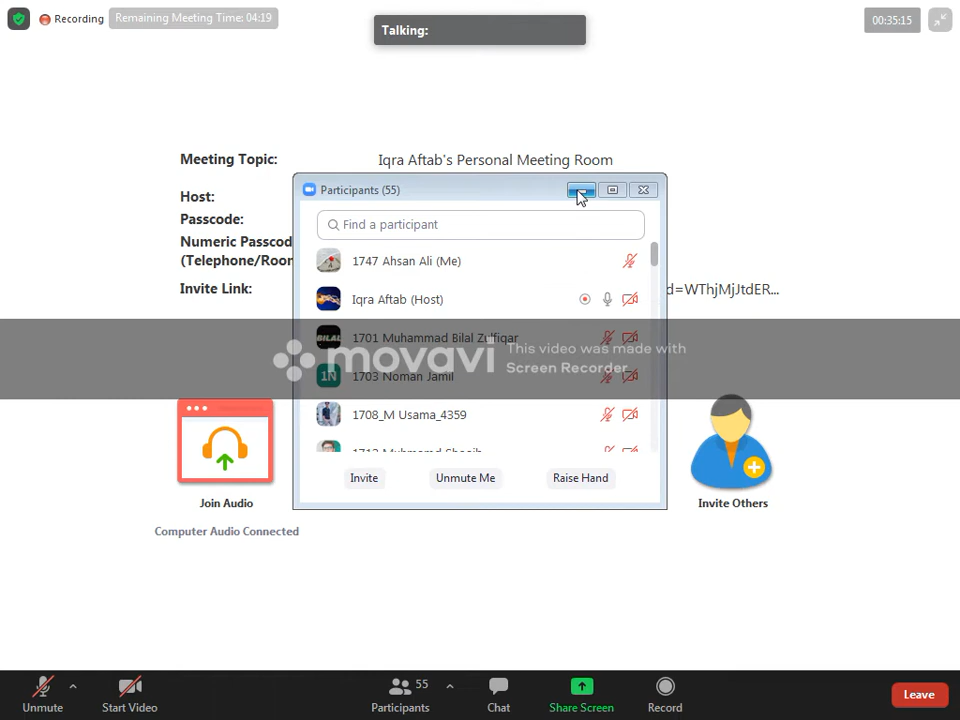 Recording
Remaining Meeting Time: 04:19
Talking:
00:35:15
Meeting Topic: Iqra Aftab's Personal Meeting Room
Host:
Passcode:
Numeric Passcod
(Telephone/Roon
Invite Link:
d=WThjMjJtdER...
Participants (55)
Find a participant
1747 Ahsan Ali (Me)
Iqra Aftab (Host)
BILAL
1701 Muhammad Bilal Zulfiqar
1N
1703 Noman Jamil
1708_M Usama_4359
movavi
This video was made with
Screen Recorder
Invite
Unmute Me
Raise Hand
Join Audio
Computer Audio Connected
Invite Others
Unmute
Start Video
55
Participants
Chat
Share Screen
Record
Leave